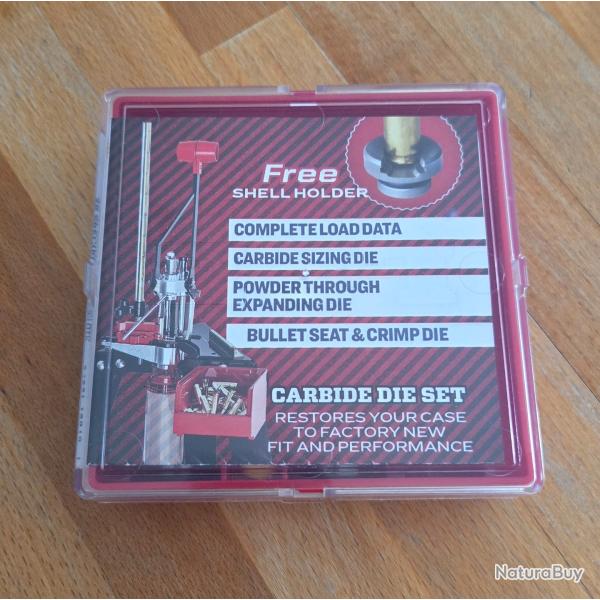 Free
SHELL HOLDER
COMPLETE LOAD DATA
CARBIDE SIZING DIE
POWDER THROUGH
EXPANDING DIE
BULLET SEAT & CRIMP DIE
CARBIDE DIE SET
RESTORES YOUR CASE
TO FACTORY NEW
FIT AND PERFORMANCE
NaturaBuy